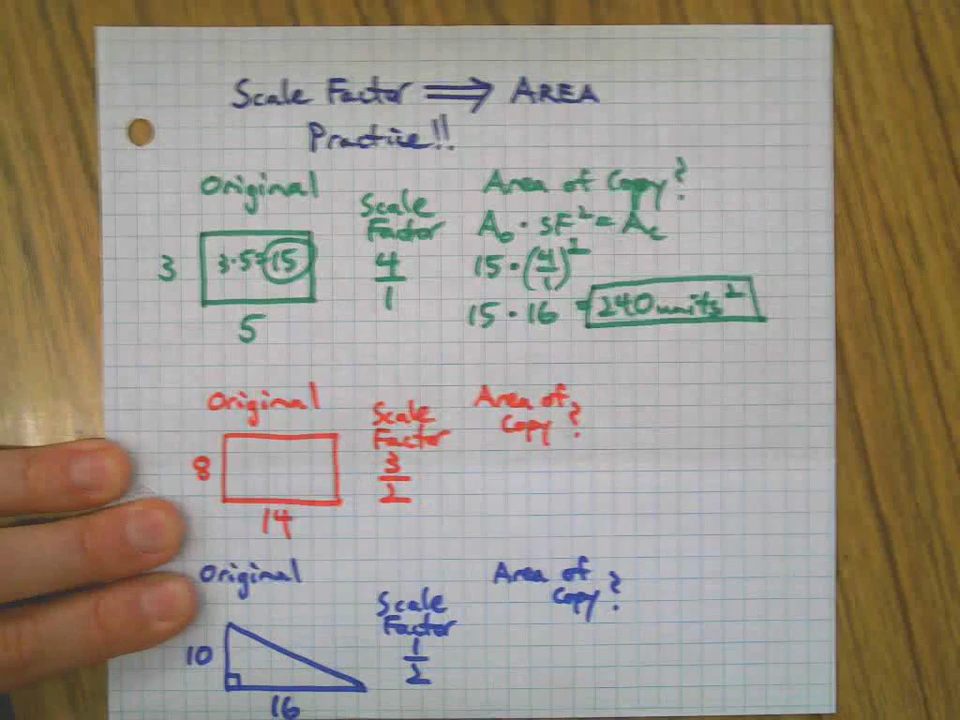 Scale Factor ⟹ AREA
Practice!!
Original
Scale
Factor
Area of Copy?
3
3·5=15
5
4
1
A₀ · SF² = A꜀
15 · (4/1)²
15 · 16 = 240 units²
Original
Scale
Factor
Area of
Copy?
8
14
3
2
Original
Scale
Factor
Area of
Copy?
10
16
1
2